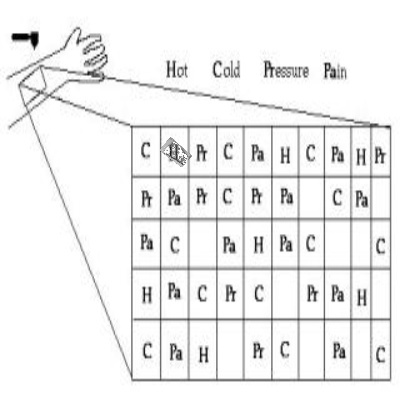 Hot Cold Pressure Pain
C H Pr C Pa H C Pa H Pr
Pr Pa Pr C Pr Pa C Pa
Pa C Pa H Pa C C
H Pa C Pr C Pr Pa H
C Pa H Pr C Pa C